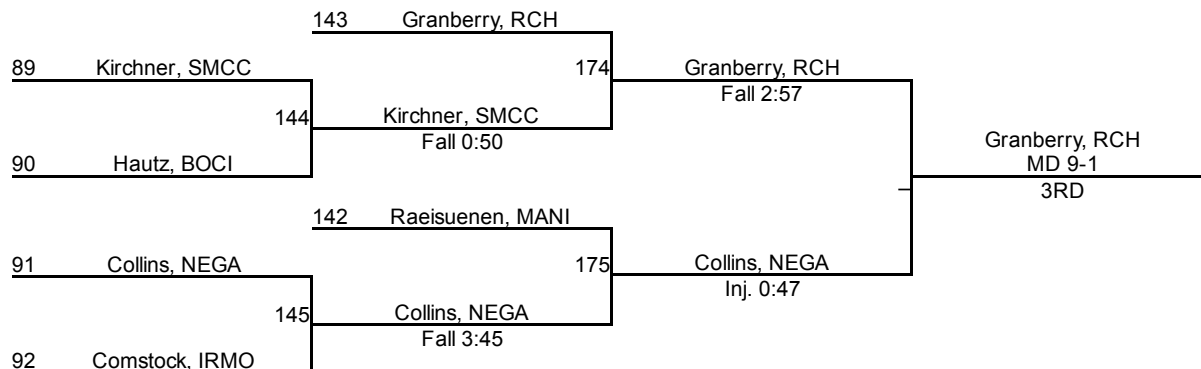 143 Granberry, RCH
89 Kirchner, SMCC
174 Granberry, RCH
Fall 2:57
144 Kirchner, SMCC
Fall 0:50
90 Hautz, BOCI
Granberry, RCH
MD 9-1
3RD
142 Raeisuenen, MANI
91 Collins, NEGA
175 Collins, NEGA
Inj. 0:47
145 Collins, NEGA
Fall 3:45
92 Comstock, IRMO